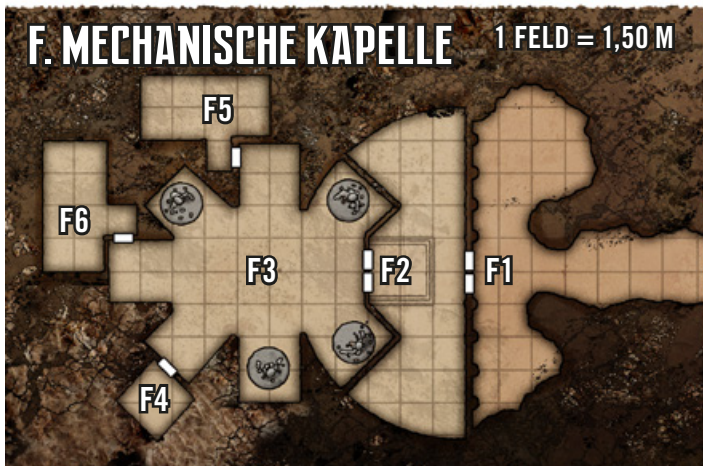 F. MECHANISCHE KAPELLE
1 FELD = 1,50 M
F5
F6
F3
F2
F1
F4